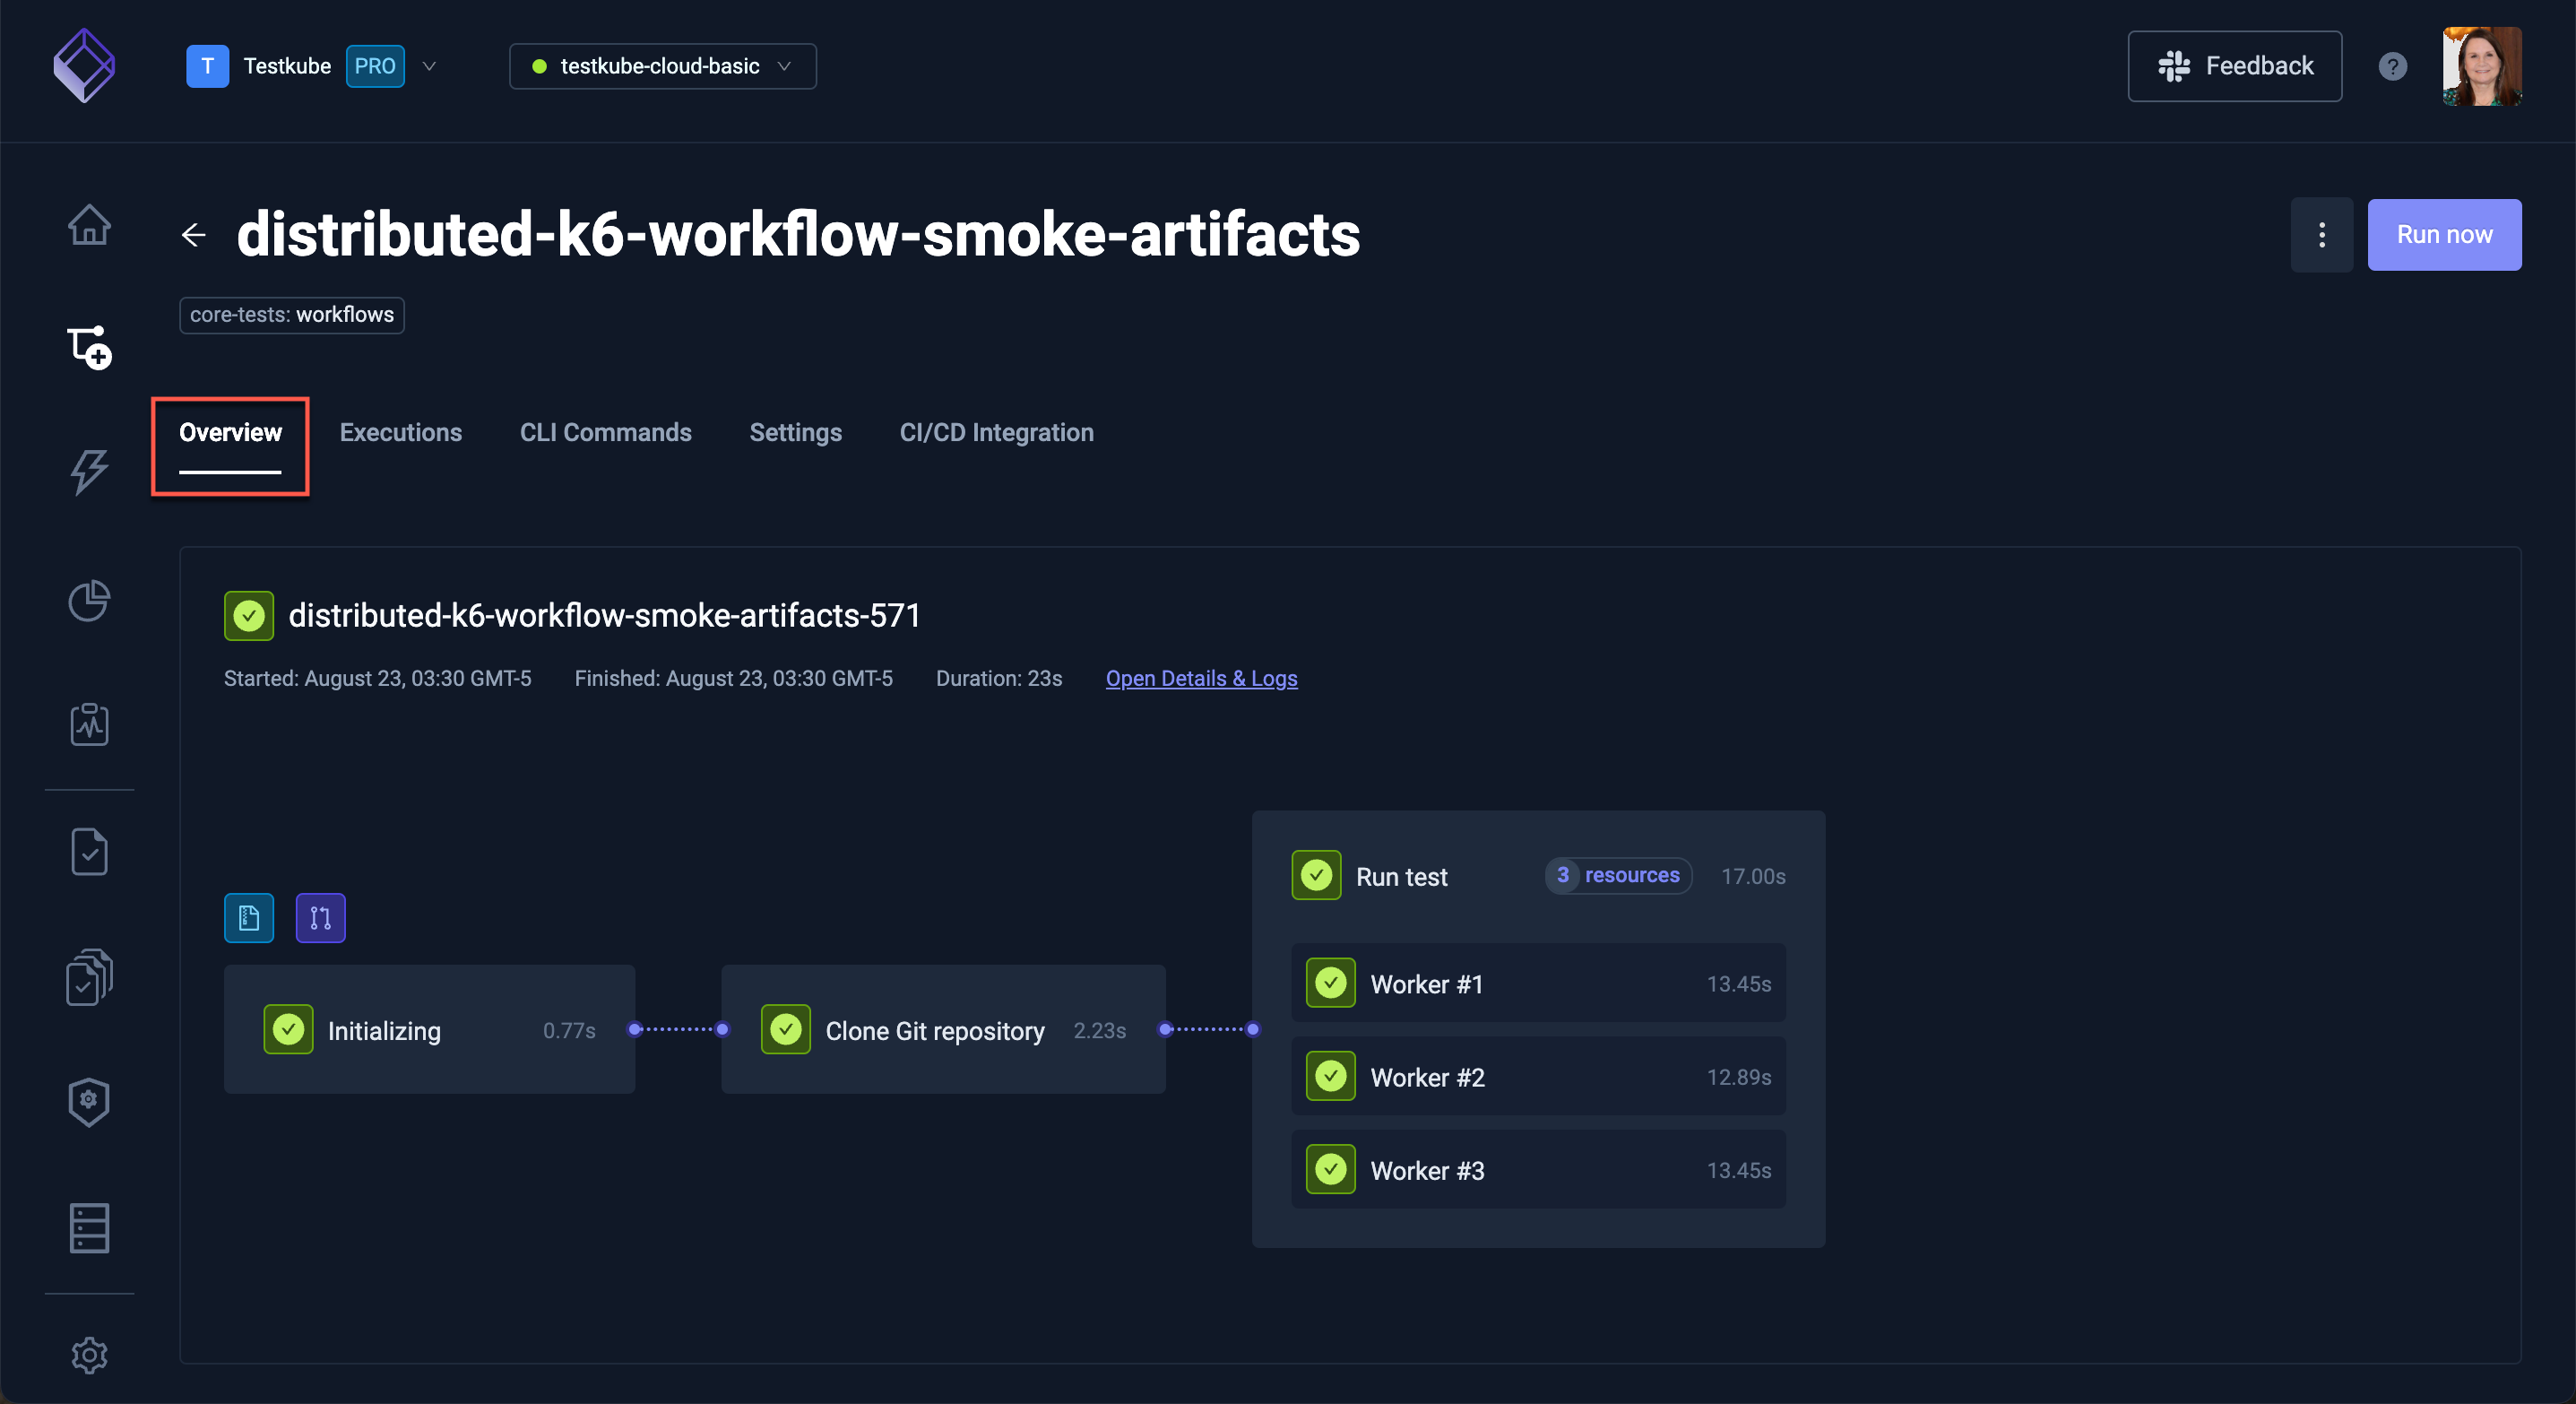 T Testkube PRO testkube-cloud-basic Feedback ?
distributed-k6-workflow-smoke-artifacts Run now
core-tests: workflows
Overview Executions CLI Commands Settings CI/CD Integration
distributed-k6-workflow-smoke-artifacts-571
Started: August 23, 03:30 GMT-5 Finished: August 23, 03:30 GMT-5 Duration: 23s Open Details & Logs
Run test 3 resources 17.00s
Worker #1 13.45s
Initializing 0.77s Clone Git repository 2.23s
Worker #2 12.89s
Worker #3 13.45s